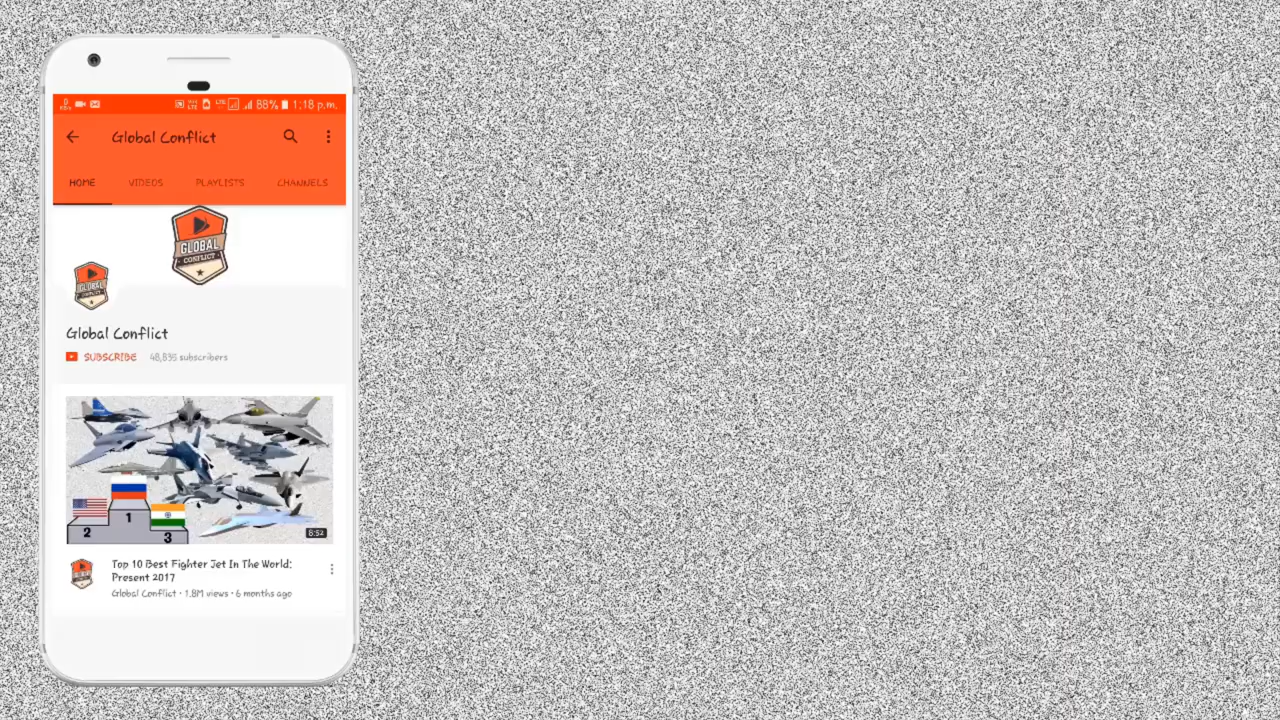 88% 1.18 p.m.
Global Conflict
HOME VIDEOS PLAYLISTS CHANNELS
GLOBAL
CONFLICT
GLOBAL
CONFLICT
Global Conflict
SUBSCRIBE 48,835 subscribers
2 1 3
8:52
Top 10 Best Fighter Jet In The World:
Present 2017
Global Conflict • 1.8M views • 6 months ago